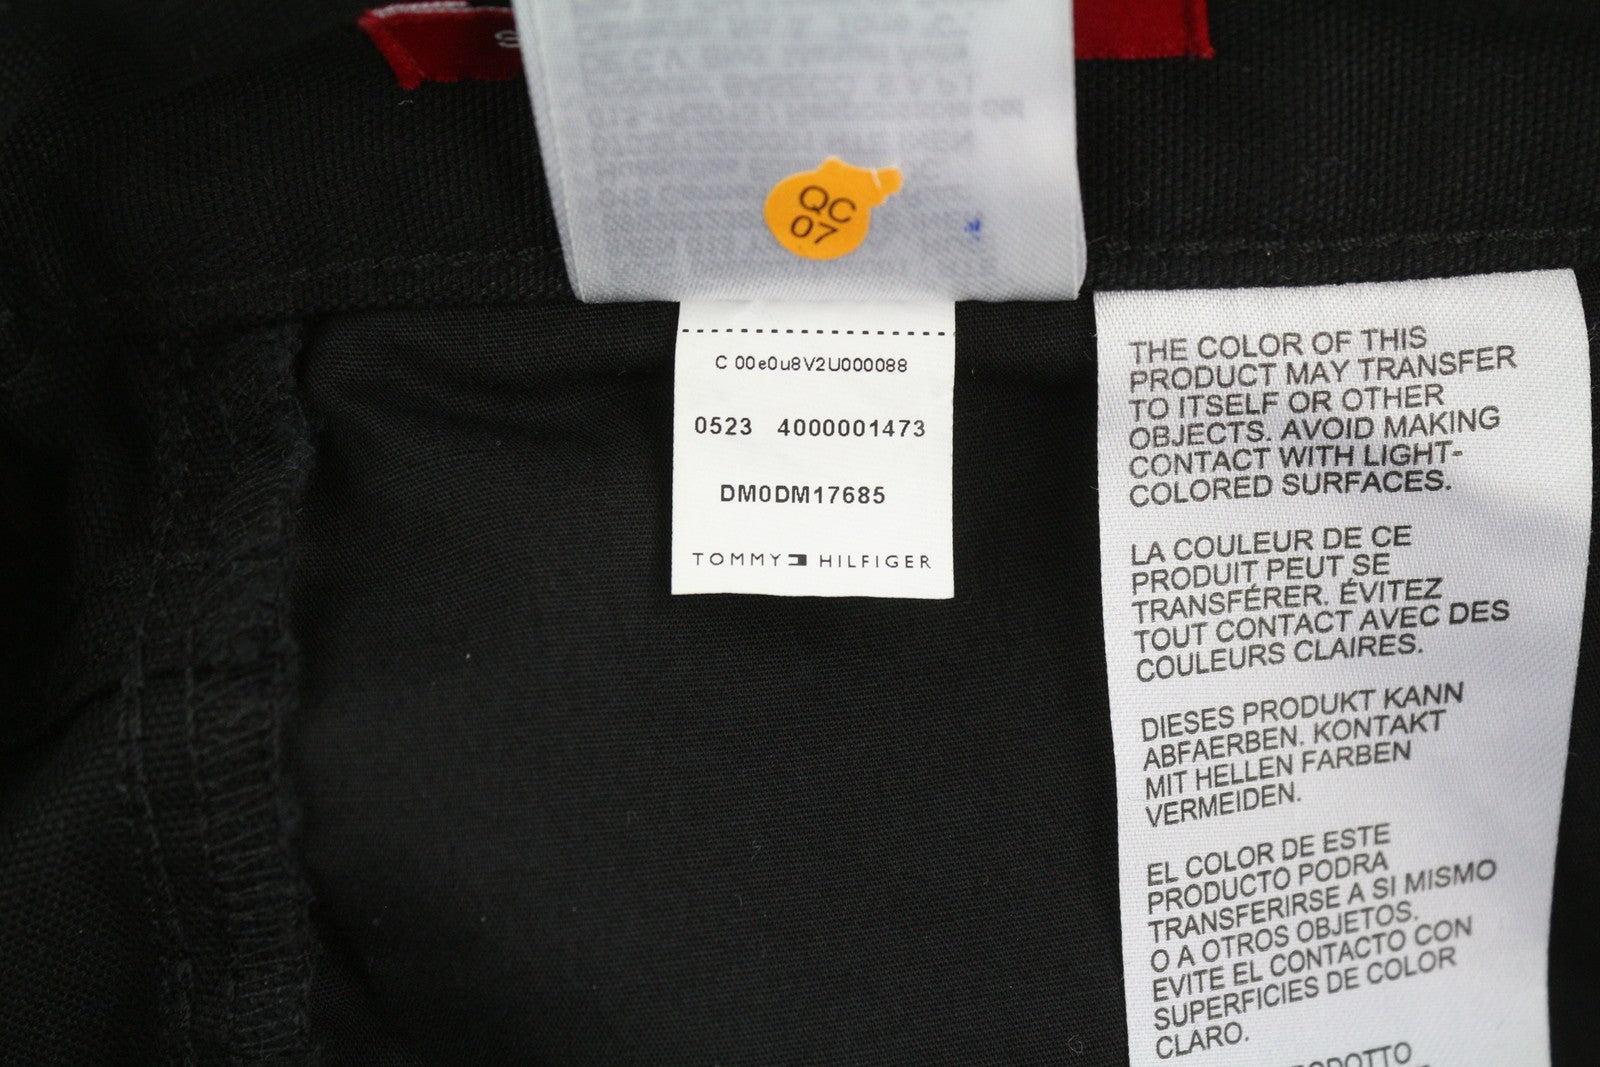 QC
07
C 00e0u8V2U000088
0523 4000001473
DM0DM17685
TOMMY HILFIGER
THE COLOR OF THIS
PRODUCT MAY TRANSFER
TO ITSELF OR OTHER
OBJECTS. AVOID MAKING
CONTACT WITH LIGHT-
COLORED SURFACES.
LA COULEUR DE CE
PRODUIT PEUT SE
TRANSFÉRER. ÉVITEZ
TOUT CONTACT AVEC DES
COULEURS CLAIRES.
DIESES PRODUKT KANN
ABFAERBEN. KONTAKT
MIT HELLEN FARBEN
VERMEIDEN.
EL COLOR DE ESTE
PRODUCTO PODRA
TRANSFERIRSE A SI MISMO
O A OTROS OBJETOS.
EVITE EL CONTACTO CON
SUPERFICIES DE COLOR
CLARO.